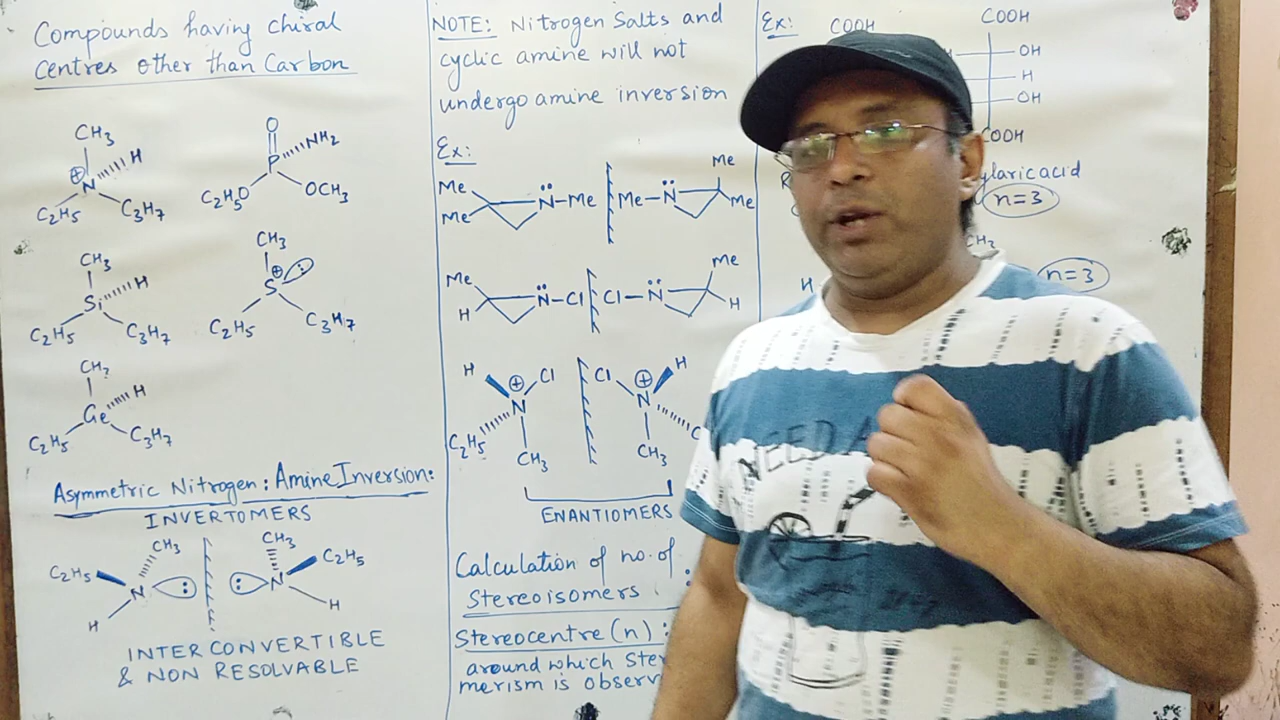 Compounds having chiral
centres other than Carbon
CH3
⊕
N
H
C2H5
C3H7
O
P
NH2
C2H5O
OCH3
CH3
Si
H
C2H5
C3H7
CH3
⊕
S
:
C2H5
C3H7
Ge
H
C2H5
C3H7
Asymmetric Nitrogen: Amine Inversion:
INVERTOMERS
C2H5
CH3
N
:
H
CH3
:
N
C2H5
H
INTERCONVERTIBLE
& NON RESOLVABLE
NOTE: Nitrogen Salts and
cyclic amine will not
undergo amine inversion
Ex:
Me
Me
N̈-Me
Me-N̈
Me
Me
Me
H
N̈-Cl
Cl-N̈
Me
H
H
⊕
Cl
N
C2H5
CH3
Cl
⊕
H
N
CH3
ENANTIOMERS
Calculation of no. of
Stereoisomers :
Stereocentre (n):
around which
merism is
Ex:
COOH
COOH
OH
H
OH
COOH
acid
n=3
H
n=3
NEED A